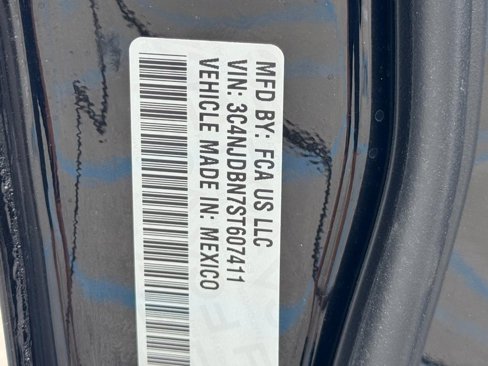 MFD BY: FCA US LLC
VIN: 3C4NJDBN7ST607411
VEHICLE MADE IN: MEXICO